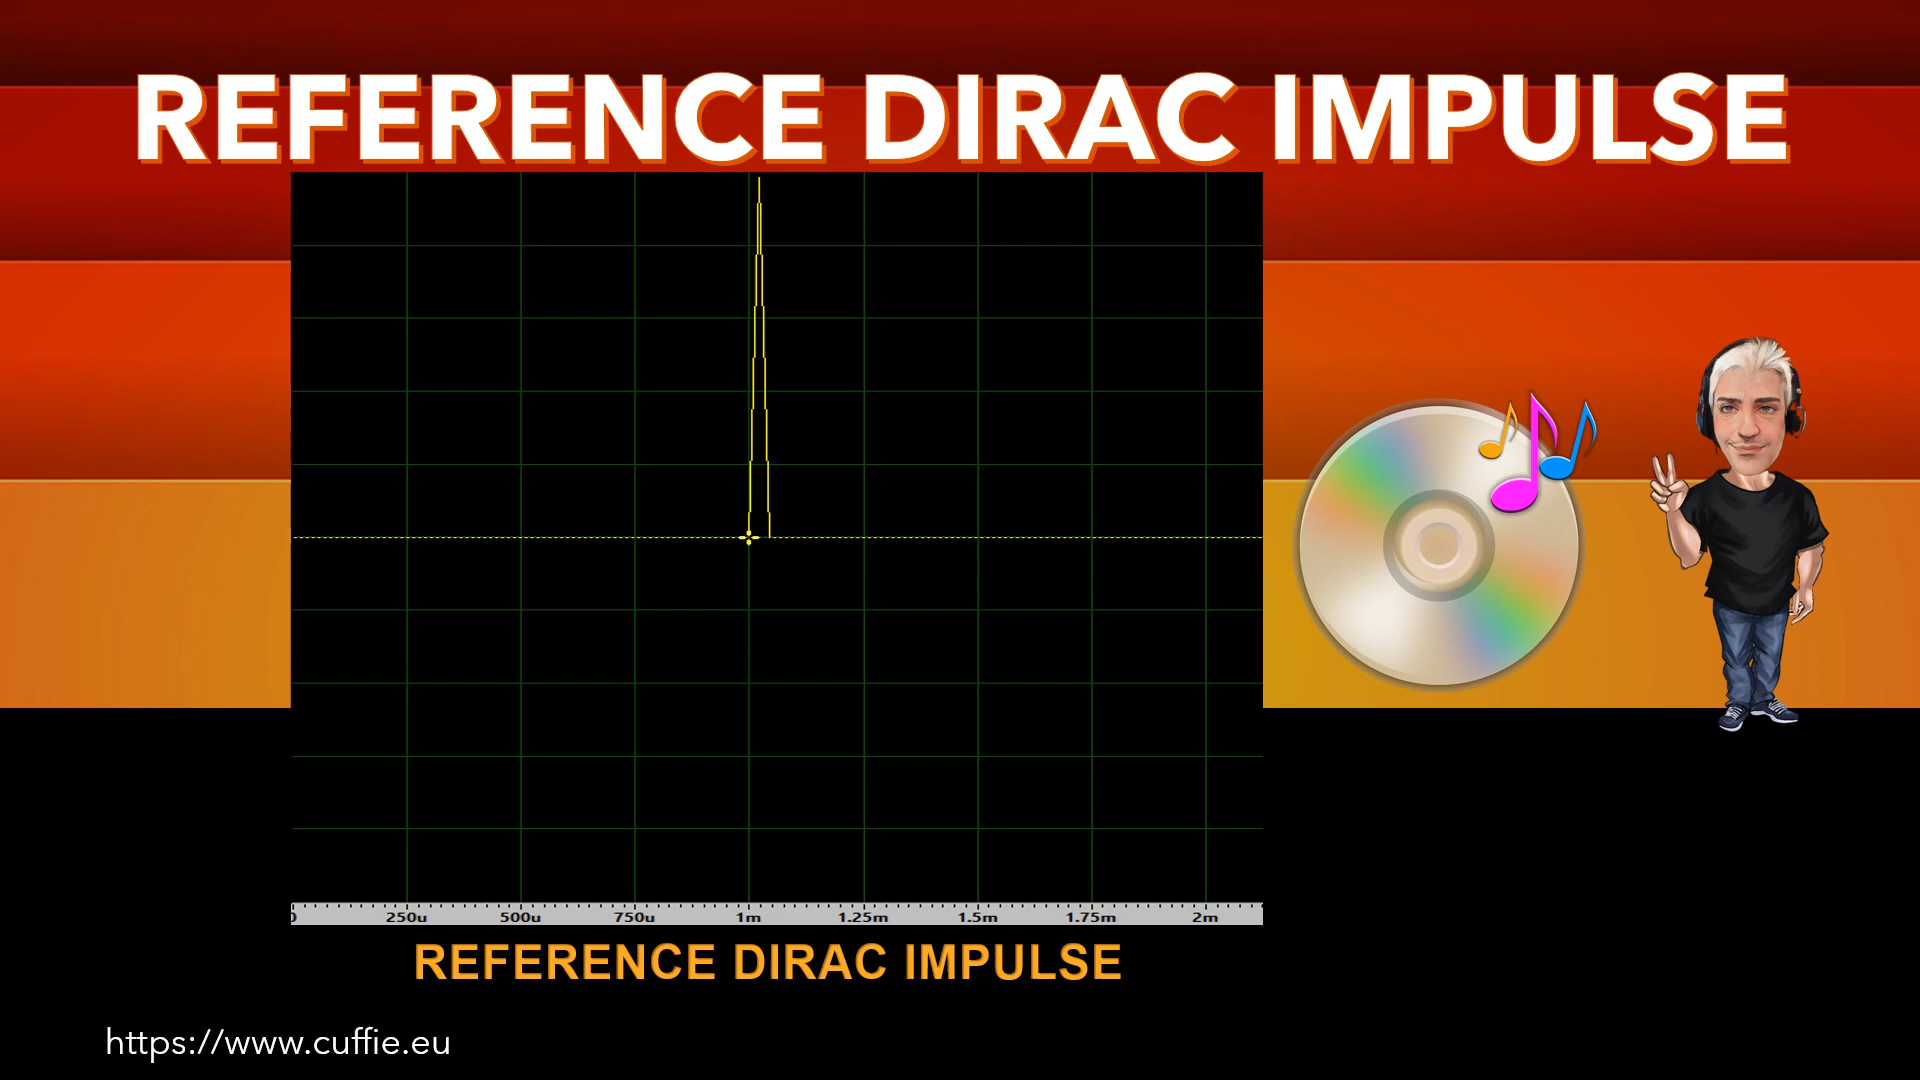 REFERENCE DIRAC IMPULSE
0 250u 500u 750u 1m 1.25m 1.5m 1.75m 2m
REFERENCE DIRAC IMPULSE
https://www.cuffie.eu